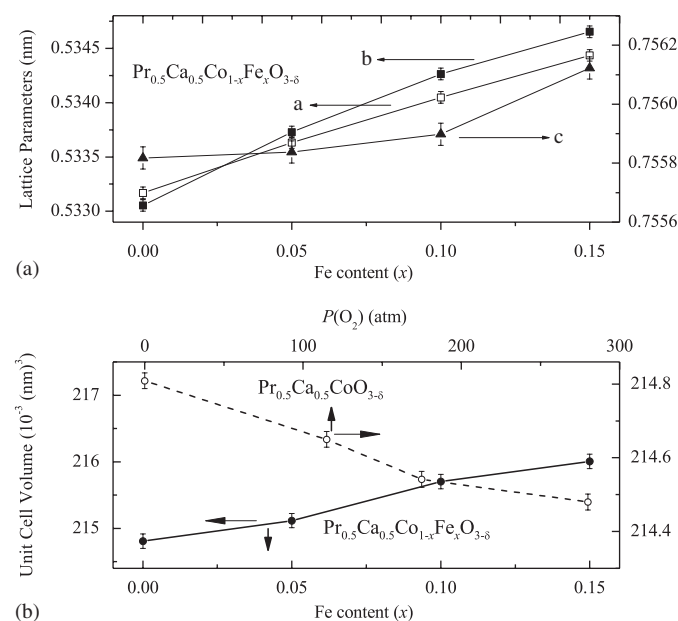 (a)
Lattice Parameters (nm)
0.5345
0.5340
0.5335
0.5330
Pr0.5Ca0.5Co1-xFexO3-δ
b
a
c
0.7562
0.7560
0.7558
0.7556
0.00 0.05 0.10 0.15
Fe content (x)
(b)
P(O2) (atm)
0 100 200 300
Unit Cell Volume (10-3 (nm)3)
217
216
215
Pr0.5Ca0.5CoO3-δ
Pr0.5Ca0.5Co1-xFexO3-δ
214.8
214.6
214.4
0.00 0.05 0.10 0.15
Fe content (x)